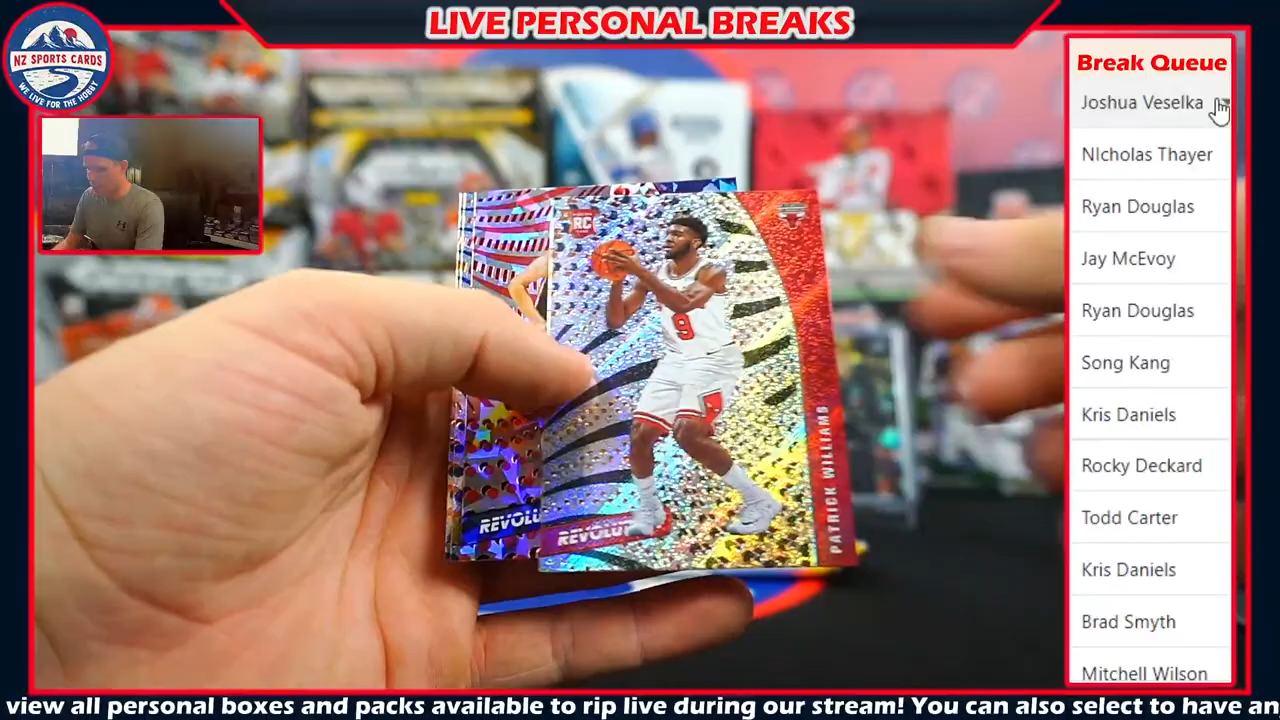 LIVE PERSONAL BREAKS
NZ SPORTS CARDS
WE LIVE FOR THE HOBBY
Break Queue
Joshua Veselka
NIcholas Thayer
Ryan Douglas
Jay McEvoy
Ryan Douglas
Song Kang
Kris Daniels
Rocky Deckard
Todd Carter
Kris Daniels
Brad Smyth
Mitchell Wilson
RC
9
PATRICK WILLIAMS
REVOLU
REVOLUT
view all personal boxes and packs available to rip live during our stream! You can also select to have an